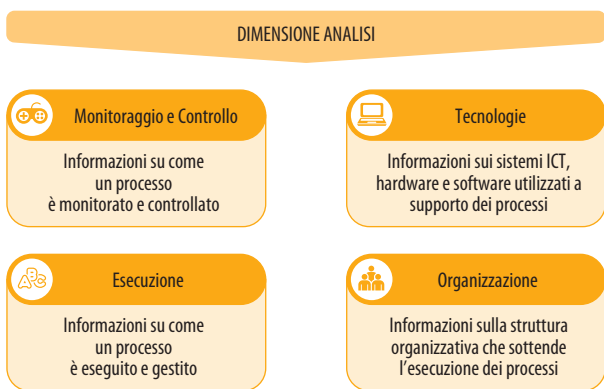 DIMENSIONE ANALISI
Monitoraggio e Controllo
Informazioni su come
un processo
è monitorato e controllato
Tecnologie
Informazioni sui sistemi ICT,
hardware e software utilizzati a
supporto dei processi
ABC
Esecuzione
Informazioni su come
un processo
è eseguito e gestito
Organizzazione
Informazioni sulla struttura
organizzativa che sottende
l'esecuzione dei processi